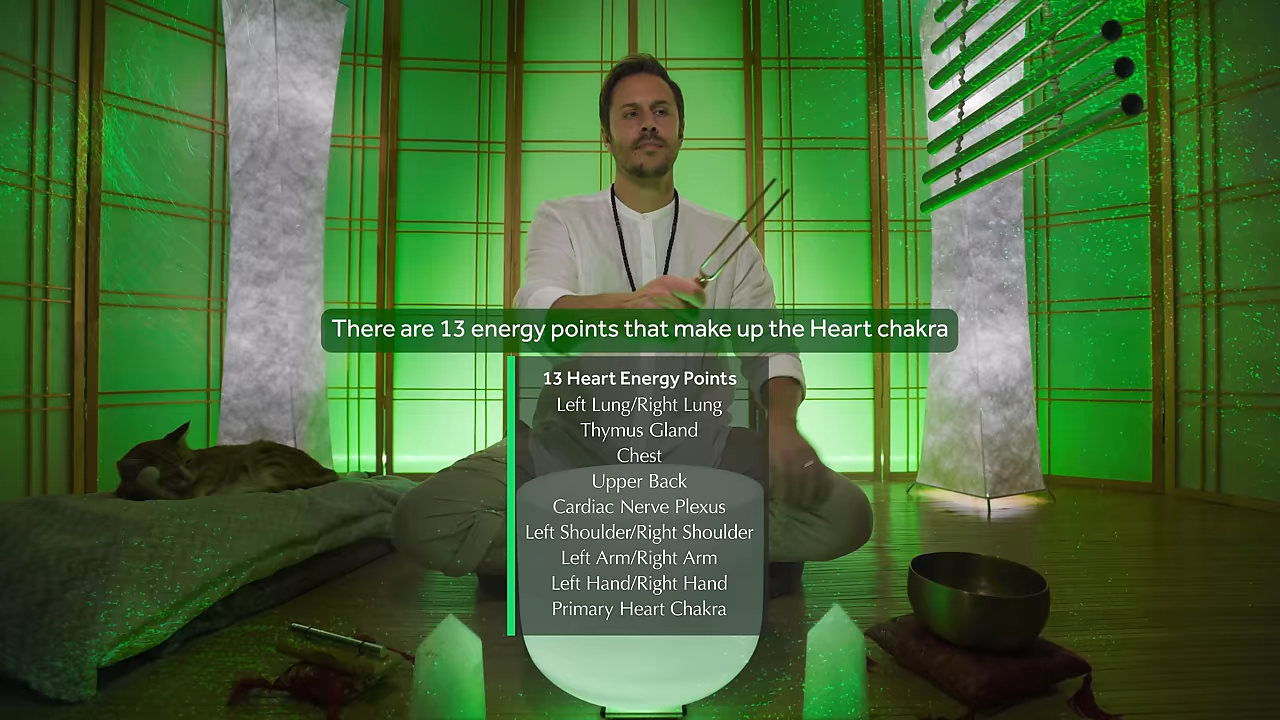 There are 13 energy points that make up the Heart chakra
13 Heart Energy Points
Left Lung/Right Lung
Thymus Gland
Chest
Upper Back
Cardiac Nerve Plexus
Left Shoulder/Right Shoulder
Left Arm/Right Arm
Left Hand/Right Hand
Primary Heart Chakra